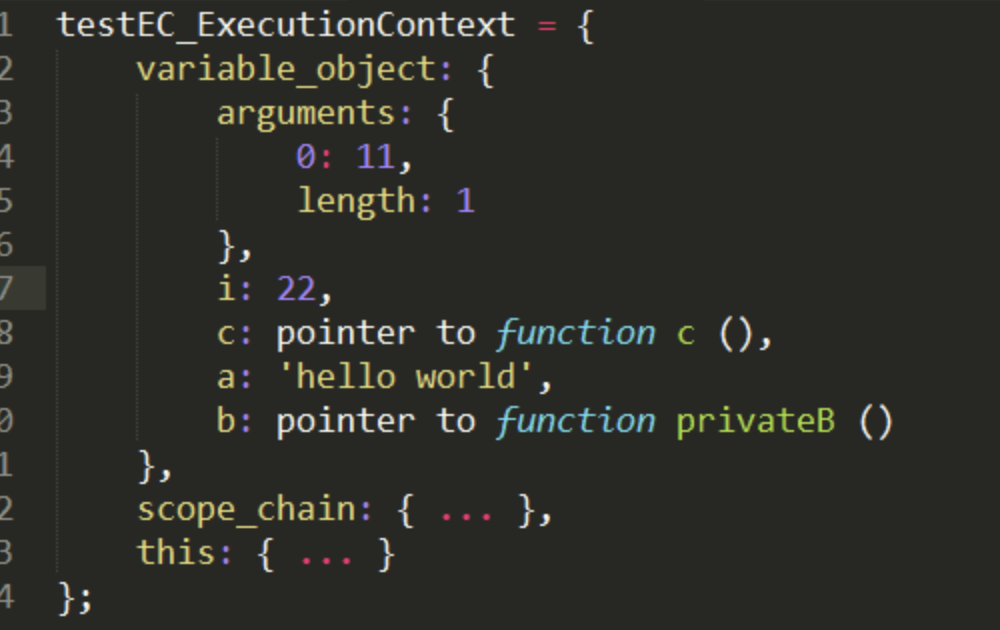 1 testEC_ExecutionContext = {
2 variable_object: {
3 arguments: {
4 0: 11,
5 length: 1
6 },
7 i: 22,
8 c: pointer to function c (),
9 a: 'hello world',
0 b: pointer to function privateB ()
1 },
2 scope_chain: { ... },
3 this: { ... }
4 };